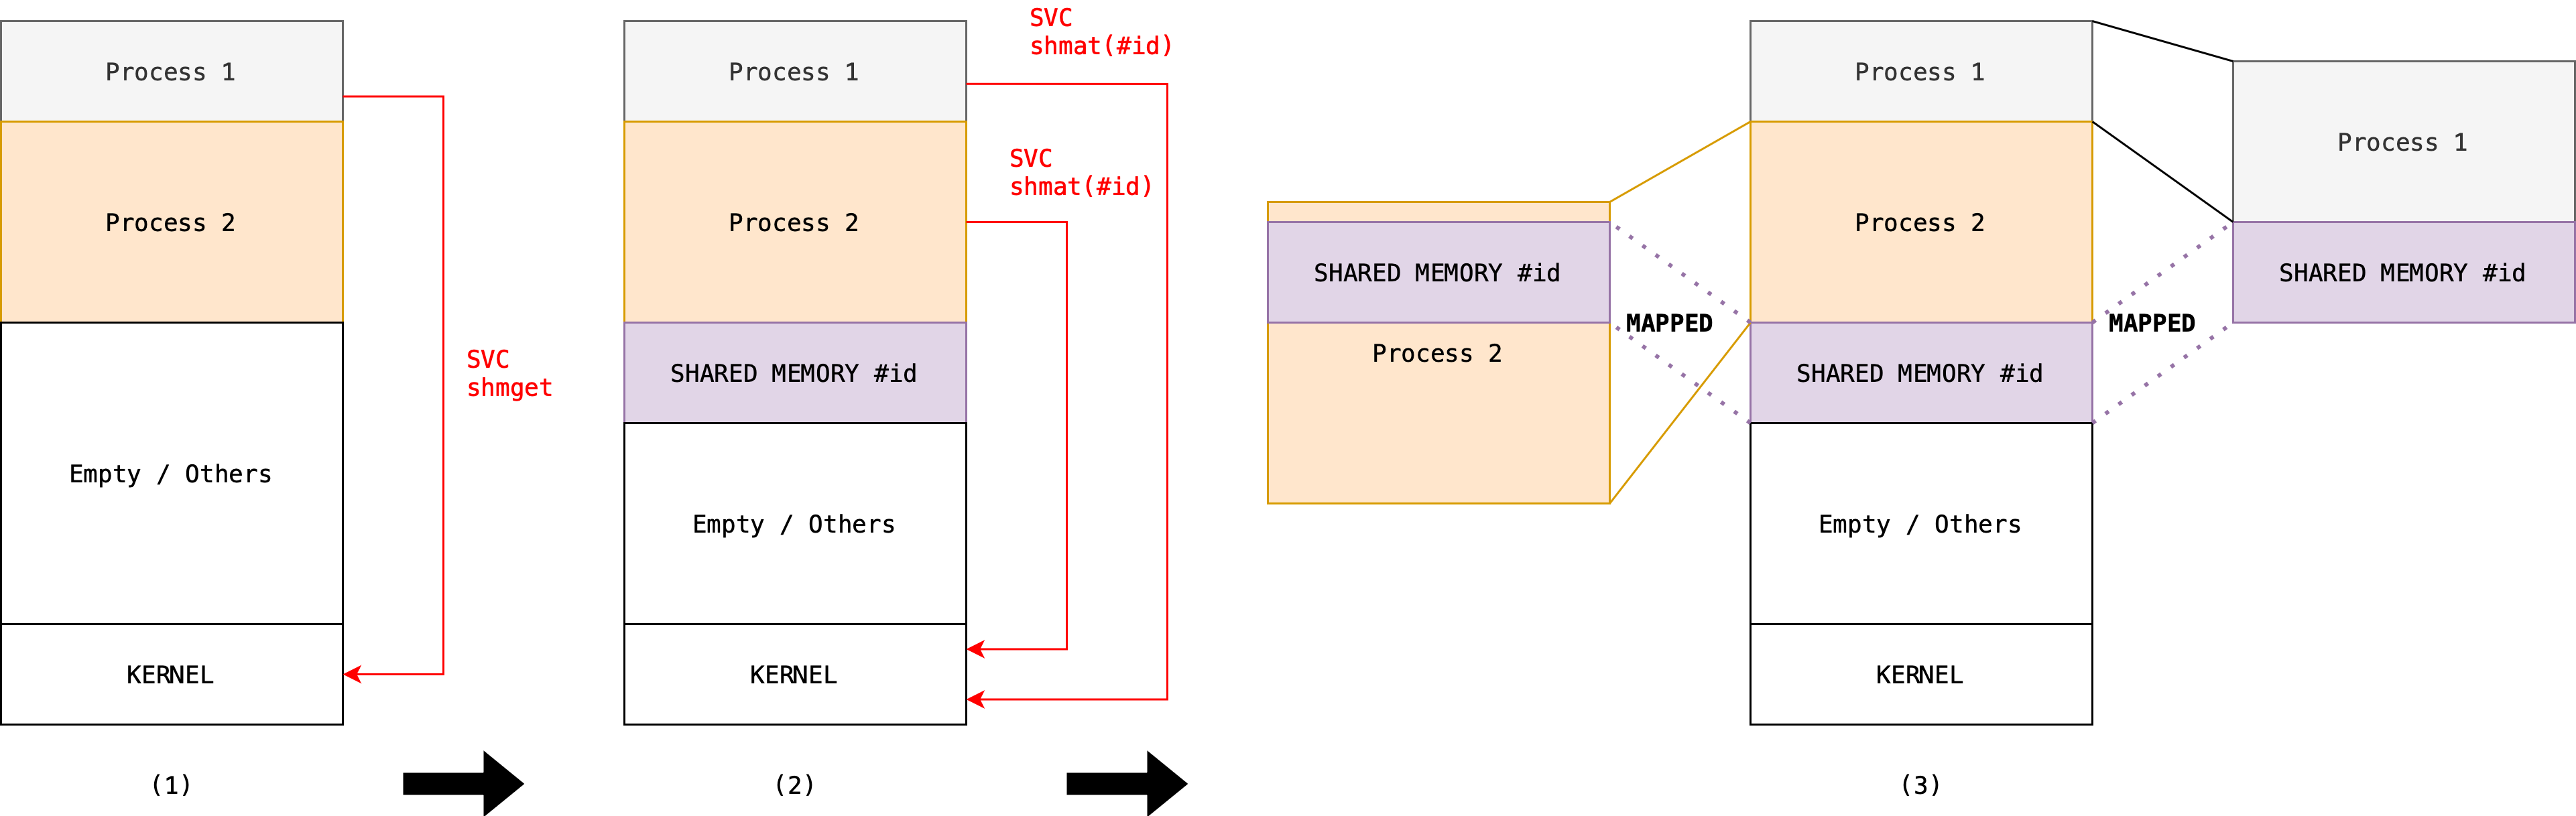 Process 1
Process 2
SVC
shmget
Empty / Others
KERNEL
(1)
SVC
shmat(#id)
Process 1
SVC
shmat(#id)
Process 2
SHARED MEMORY #id
Empty / Others
KERNEL
(2)
SHARED MEMORY #id
Process 2
MAPPED
Process 1
Process 2
SHARED MEMORY #id
Empty / Others
KERNEL
MAPPED
Process 1
SHARED MEMORY #id
(3)